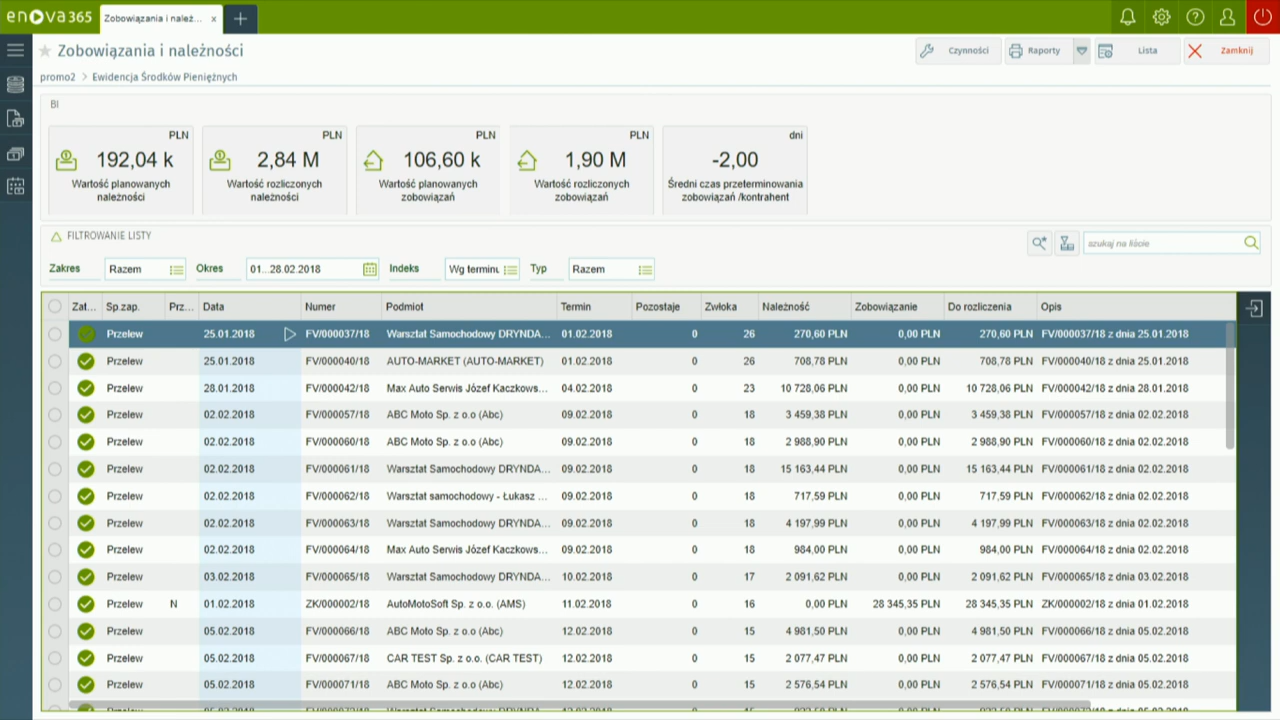 enova365 Zobowiązania i należ... x +
Zobowiązania i należności Czynności Raporty Lista Zamknij
promo2 > Ewidencja Środków Pieniężnych
BI
PLN PLN PLN PLN dni
192,04 k 2,84 M 106,60 k 1,90 M -2,00
Wartość planowanych należności
Wartość rozliczonych należności
Wartość planowanych zobowiązań
Wartość rozliczonych zobowiązań
Średni czas przeterminowania zobowiązań /kontrahent
FILTROWANIE LISTY szukaj na liście
Zakres Razem Okres 01...28.02.2018 Indeks Wg terminu Typ Razem
Zat... Sp.zap. Prz... Data Numer Podmiot Termin Pozostaje Zwłoka Należność Zobowiązanie Do rozliczenia Opis
Przelew 25.01.2018 FV/000037/18 Warsztat Samochodowy DRYNDA... 01.02.2018 0 26 270,60 PLN 0,00 PLN 270,60 PLN FV/000037/18 z dnia 25.01.2018
Przelew 25.01.2018 FV/000040/18 AUTO-MARKET (AUTO-MARKET) 01.02.2018 0 26 708,78 PLN 0,00 PLN 708,78 PLN FV/000040/18 z dnia 25.01.2018
Przelew 28.01.2018 FV/000042/18 Max Auto Serwis Józef Kaczkows... 04.02.2018 0 23 10 728,06 PLN 0,00 PLN 10 728,06 PLN FV/000042/18 z dnia 28.01.2018
Przelew 02.02.2018 FV/000057/18 ABC Moto Sp. z o.o (Abc) 09.02.2018 0 18 3 459,38 PLN 0,00 PLN 3 459,38 PLN FV/000057/18 z dnia 02.02.2018
Przelew 02.02.2018 FV/000060/18 ABC Moto Sp. z o.o (Abc) 09.02.2018 0 18 2 988,90 PLN 0,00 PLN 2 988,90 PLN FV/000060/18 z dnia 02.02.2018
Przelew 02.02.2018 FV/000061/18 Warsztat Samochodowy DRYNDA... 09.02.2018 0 18 15 163,44 PLN 0,00 PLN 15 163,44 PLN FV/000061/18 z dnia 02.02.2018
Przelew 02.02.2018 FV/000062/18 Warsztat samochodowy - Łukasz ... 09.02.2018 0 18 717,59 PLN 0,00 PLN 717,59 PLN FV/000062/18 z dnia 02.02.2018
Przelew 02.02.2018 FV/000063/18 Warsztat Samochodowy DRYNDA... 09.02.2018 0 18 4 197,99 PLN 0,00 PLN 4 197,99 PLN FV/000063/18 z dnia 02.02.2018
Przelew 02.02.2018 FV/000064/18 Max Auto Serwis Józef Kaczkows... 09.02.2018 0 18 984,00 PLN 0,00 PLN 984,00 PLN FV/000064/18 z dnia 02.02.2018
Przelew 03.02.2018 FV/000065/18 Warsztat Samochodowy DRYNDA... 10.02.2018 0 17 2 091,62 PLN 0,00 PLN 2 091,62 PLN FV/000065/18 z dnia 03.02.2018
Przelew N 01.02.2018 ZK/000002/18 AutoMotoSoft Sp. z o.o. (AMS) 11.02.2018 0 16 0,00 PLN 28 345,35 PLN 28 345,35 PLN ZK/000002/18 z dnia 01.02.2018
Przelew 05.02.2018 FV/000066/18 ABC Moto Sp. z o.o (Abc) 12.02.2018 0 15 4 981,50 PLN 0,00 PLN 4 981,50 PLN FV/000066/18 z dnia 05.02.2018
Przelew 05.02.2018 FV/000067/18 CAR TEST Sp. z o.o. (CAR TEST) 12.02.2018 0 15 2 077,47 PLN 0,00 PLN 2 077,47 PLN FV/000067/18 z dnia 05.02.2018
Przelew 05.02.2018 FV/000071/18 ABC Moto Sp. z o.o (Abc) 12.02.2018 0 15 2 576,54 PLN 0,00 PLN 2 576,54 PLN FV/000071/18 z dnia 05.02.2018